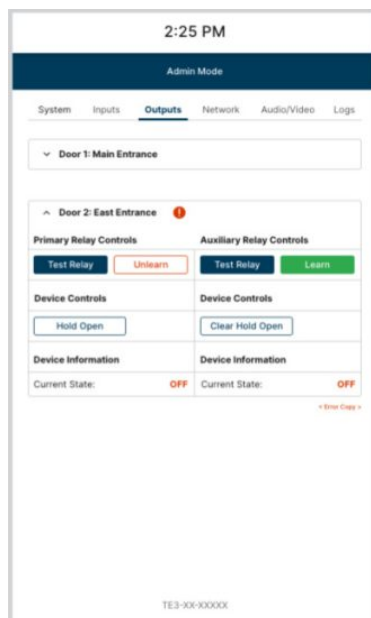 2:25 PM
Admin Mode
System Inputs Outputs Network Audio/Video Logs
Door 1: Main Entrance
Door 2: East Entrance !
Primary Relay Controls Auxiliary Relay Controls
Test Relay Unlearn Test Relay Learn
Device Controls Device Controls
Hold Open Clear Hold Open
Device Information Device Information
Current State: OFF Current State: OFF
< Error Copy >
TE3-XX-XXXXX